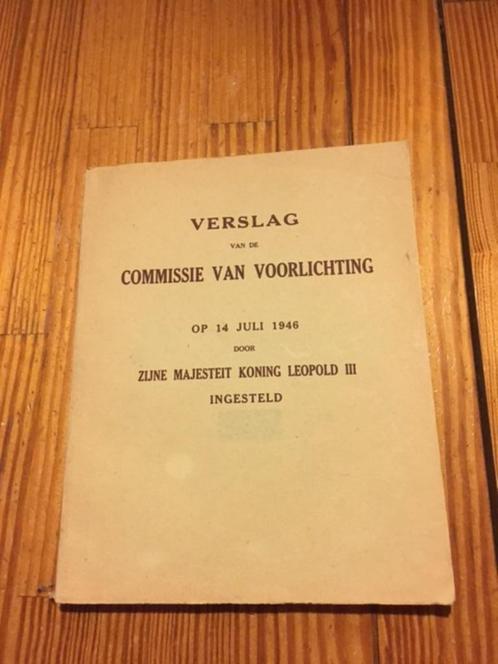 VERSLAG
VAN DE
COMMISSIE VAN VOORLICHTING
OP 14 JULI 1946
DOOR
ZIJNE MAJESTEIT KONING LEOPOLD III
INGESTELD